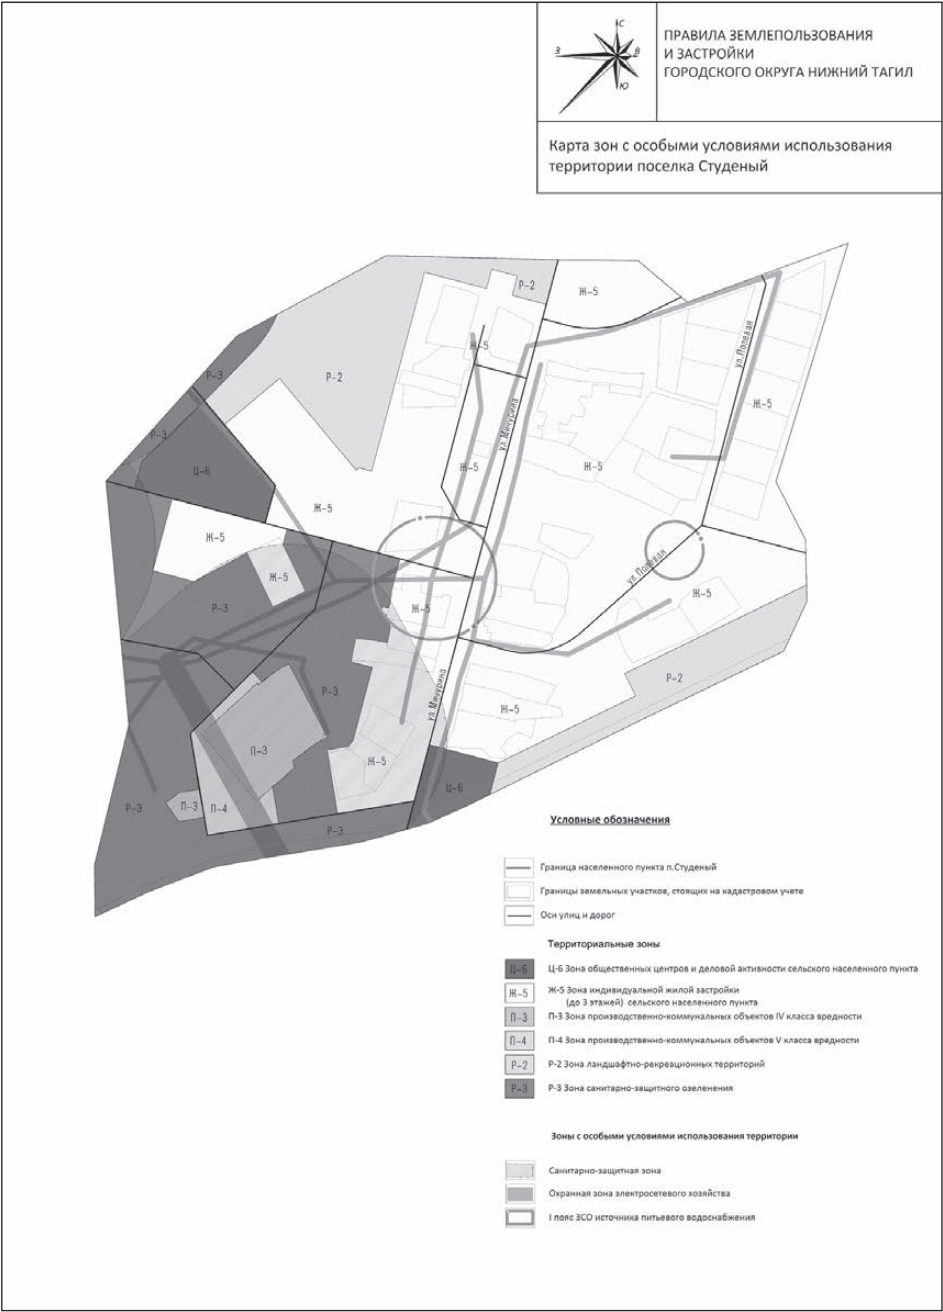 С
З
В
Ю
ПРАВИЛА ЗЕМЛЕПОЛЬЗОВАНИЯ
И ЗАСТРОЙКИ
ГОРОДСКОГО ОКРУГА НИЖНИЙ ТАГИЛ
Карта зон с особыми условиями использования
территории поселка Студеный
Р-2
Ж-5
Ж-5
ул.Полевая
Р-3
Р-2
Ж-5
ул.Мичурина
Р-3
Ц-6
Ж-5
Ж-5
Ж-5
Ж-5
Ж-5
ул.Полевая
Р-3
Ж-5
Ж-5
Р-2
Р-3
ул.Мичурина
Ж-5
П-3
Ж-5
Ц-6
Р-3
П-3
П-4
Р-3
Условные обозначения
Граница населенного пункта п.Студеный
Границы земельных участков, стоящих на кадастровом учете
Оси улиц и дорог
Территориальные зоны
Ц-6 Ц-6 Зона общественных центров и деловой активности сельского населенного пункта
Ж-5 Ж-5 Зона индивидуальной жилой застройки
(до 3 этажей) сельского населенного пункта
П-3 П-3 Зона производственно-коммунальных объектов IV класса вредности
П-4 П-4 Зона производственно-коммунальных объектов V класса вредности
Р-2 Р-2 Зона ландшафтно-рекреационных территорий
Р-3 Р-3 Зона санитарно-защитного озеленения
Зоны с особыми условиями использования территории
Санитарно-защитная зона
Охранная зона электросетевого хозяйства
I пояс ЗСО источника питьевого водоснабжения